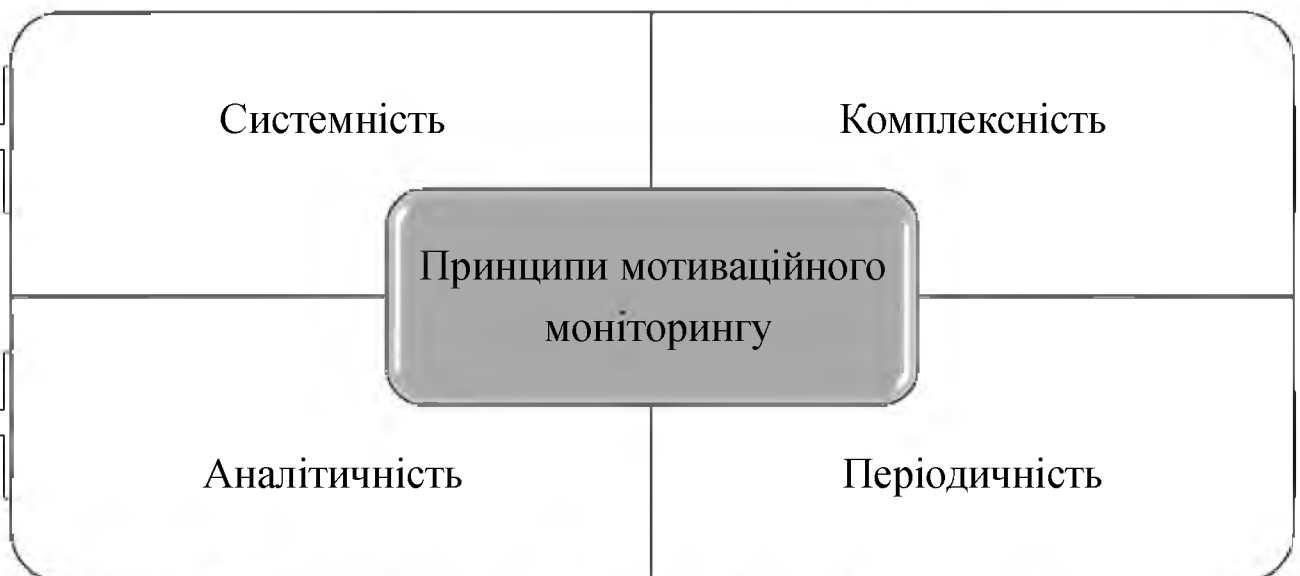 Системність
Комплексність
Принципи мотиваційного
моніторингу
Аналітичність
Періодичність